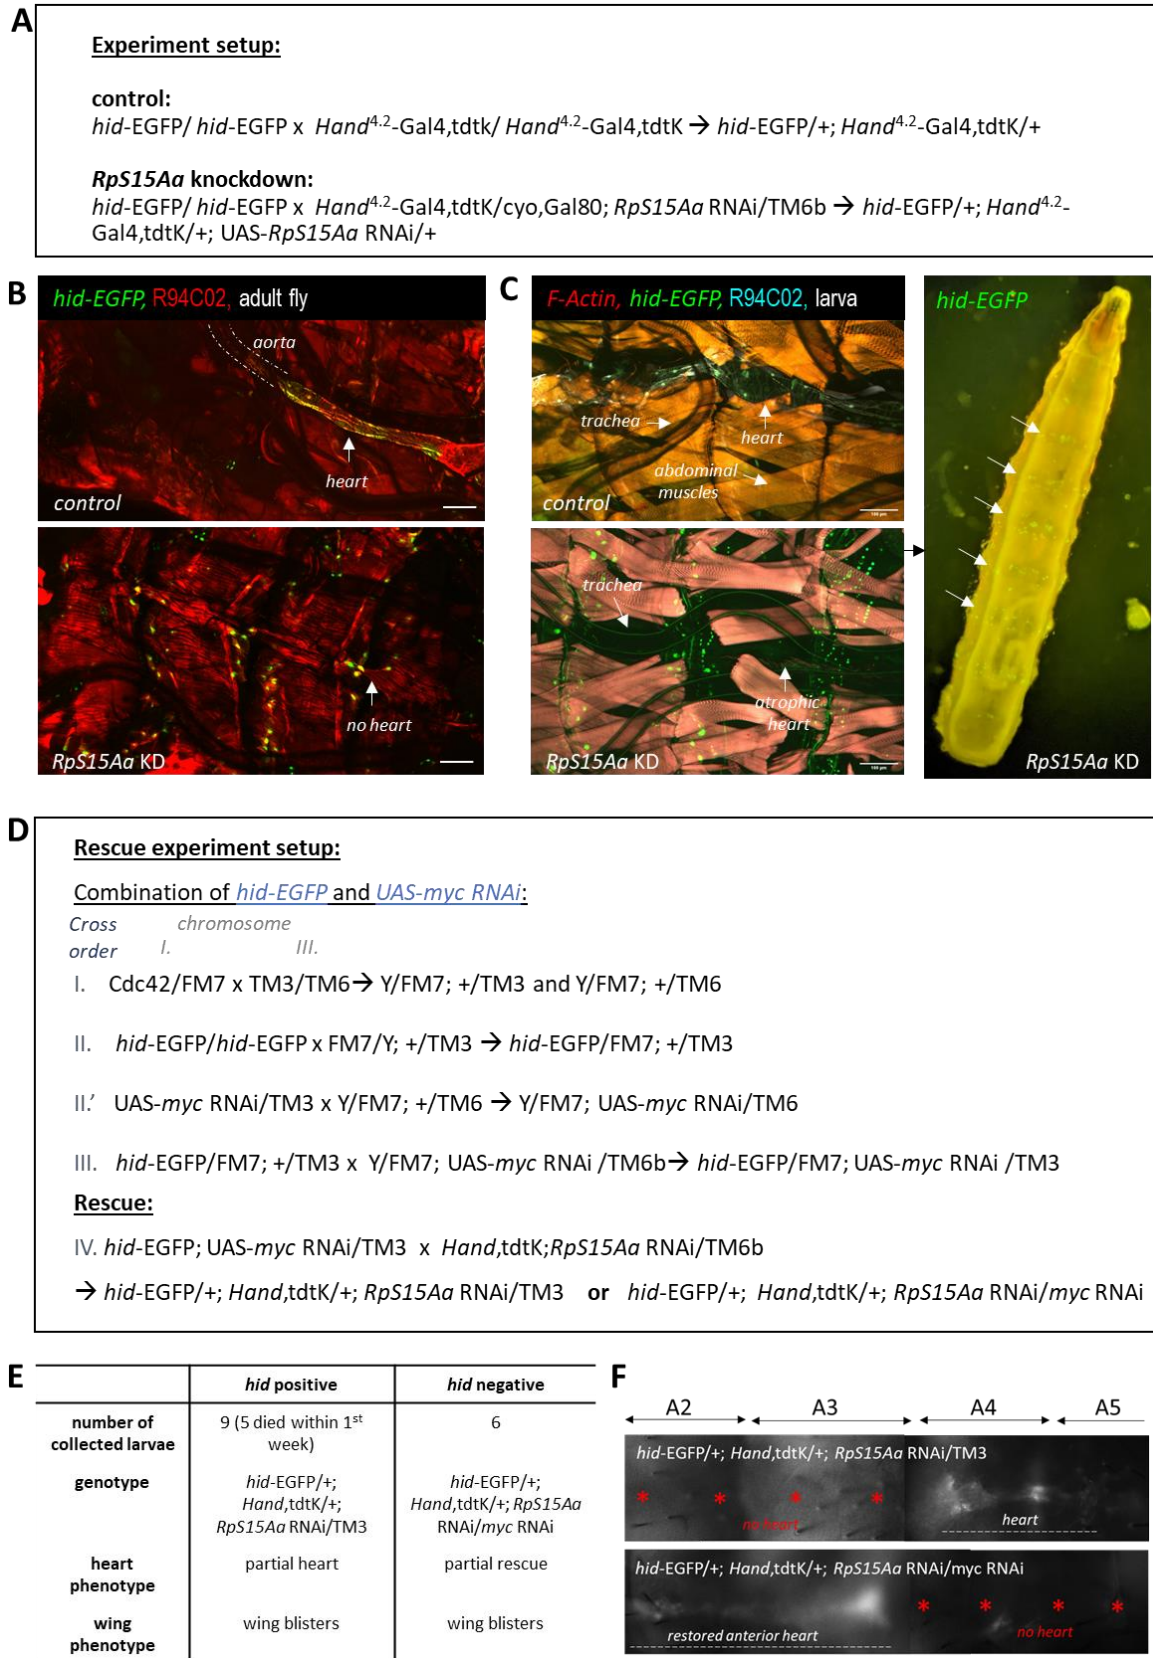 A
Experiment setup:
control:
hid-EGFP/ hid-EGFP x Hand4.2-Gal4,tdtk/ Hand4.2-Gal4,tdtK → hid-EGFP/+; Hand4.2-Gal4,tdtK/+
RpS15Aa knockdown:
hid-EGFP/ hid-EGFP x Hand4.2-Gal4,tdtK/cyo,Gal80; RpS15Aa RNAi/TM6b → hid-EGFP/+; Hand4.2-
Gal4,tdtK/+; UAS-RpS15Aa RNAi/+
B
hid-EGFP, R94C02, adult fly
aorta
heart
control
no heart
RpS15Aa KD
C
F-Actin, hid-EGFP, R94C02, larva
trachea
heart
abdominal
muscles
control
100 µm
trachea
atrophic
heart
RpS15Aa KD
100 µm
hid-EGFP
RpS15Aa KD
D
Rescue experiment setup:
Combination of hid-EGFP and UAS-myc RNAi:
Cross chromosome
order I. III.
I. Cdc42/FM7 x TM3/TM6→ Y/FM7; +/TM3 and Y/FM7; +/TM6
II. hid-EGFP/hid-EGFP x FM7/Y; +/TM3 → hid-EGFP/FM7; +/TM3
II.' UAS-myc RNAi/TM3 x Y/FM7; +/TM6 → Y/FM7; UAS-myc RNAi/TM6
III. hid-EGFP/FM7; +/TM3 x Y/FM7; UAS-myc RNAi /TM6b→ hid-EGFP/FM7; UAS-myc RNAi /TM3
Rescue:
IV. hid-EGFP; UAS-myc RNAi/TM3 x Hand,tdtK;RpS15Aa RNAi/TM6b
→ hid-EGFP/+; Hand,tdtK/+; RpS15Aa RNAi/TM3 or hid-EGFP/+; Hand,tdtK/+; RpS15Aa RNAi/myc RNAi
E
hid positive hid negative
number of collected larvae 9 (5 died within 1st week) 6
genotype hid-EGFP/+; Hand,tdtK/+; RpS15Aa RNAi/TM3 hid-EGFP/+; Hand,tdtK/+; RpS15Aa RNAi/myc RNAi
heart phenotype partial heart partial rescue
wing phenotype wing blisters wing blisters
F
A2 A3 A4 A5
hid-EGFP/+; Hand,tdtK/+; RpS15Aa RNAi/TM3
* * * *
no heart
heart
hid-EGFP/+; Hand,tdtK/+; RpS15Aa RNAi/myc RNAi
* * * *
restored anterior heart
no heart